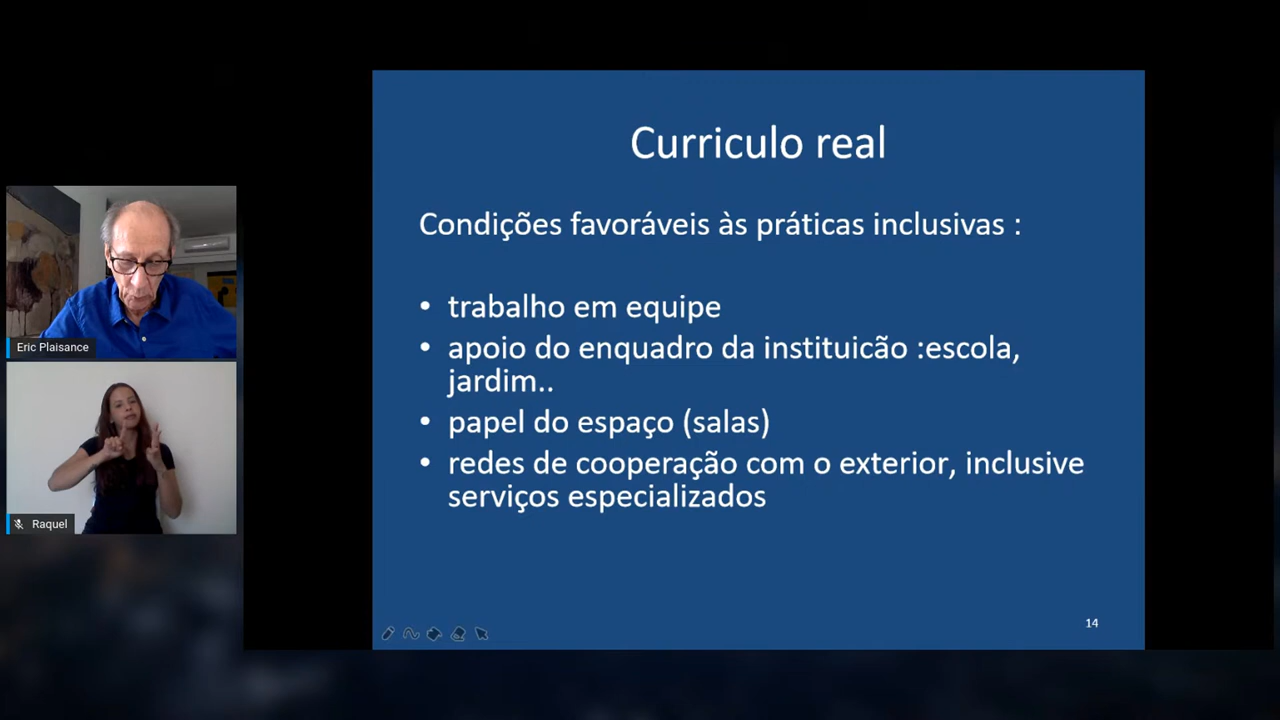 Curriculo real
Condições favoráveis às práticas inclusivas :
• trabalho em equipe
• apoio do enquadro da instituicão :escola,
jardim..
• papel do espaço (salas)
• redes de cooperação com o exterior, inclusive
serviços especializados
14
Eric Plaisance
Raquel